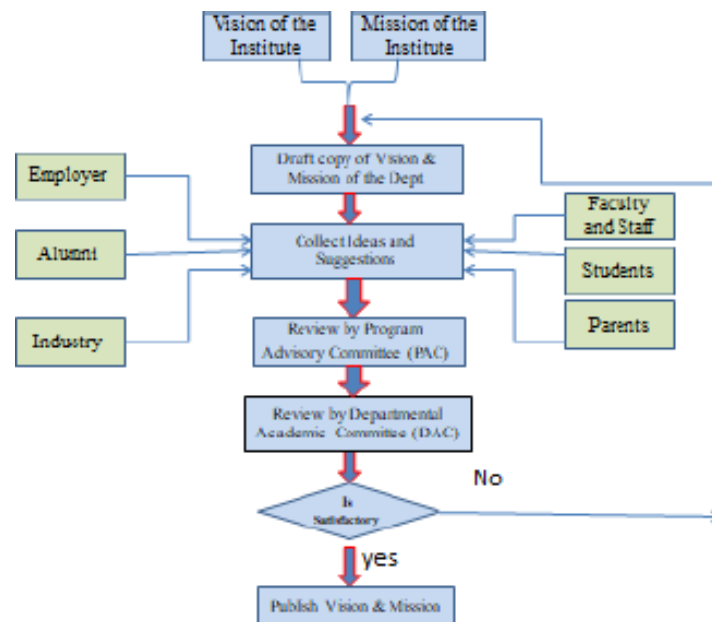 Vision of the
Institute
Mission of the
Institute
Draft copy of Vision &
Mission of the Dept
Employer
Faculty
and Staff
Collect Ideas and
Suggestions
Alumni
Students
Industry
Parents
Review by Program
Advisory Committee (PAC)
Review by Departmental
Academic Committee (DAC)
No
Is
Satisfactory
yes
Publish Vision & Mission